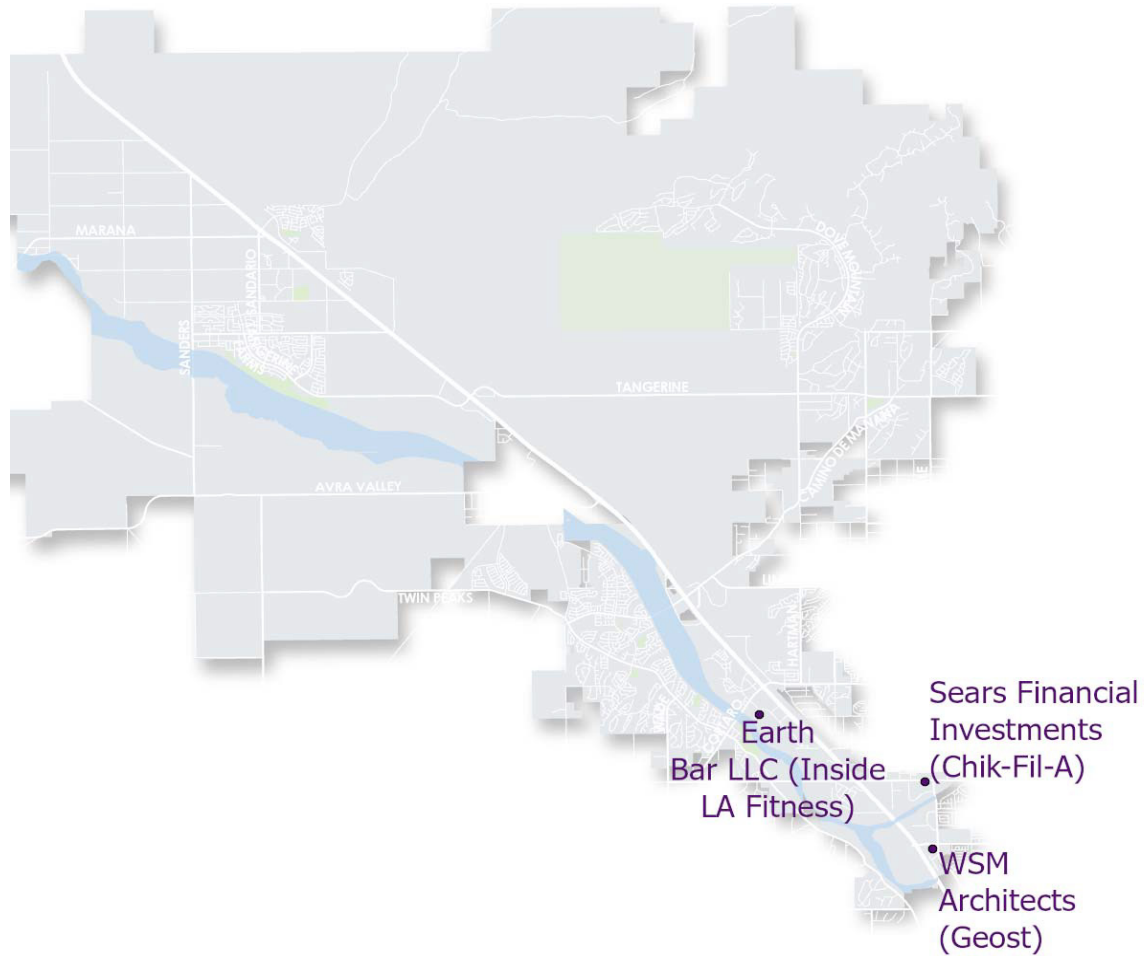 MARANA
DOVE MOUNTAIN
SANDARIO
SANDERS
TANGERINE
CAMINO DE MANANA
AVRA VALLEY
TWIN PEAKS
HARTMAN
Sears Financial
Investments
(Chik-Fil-A)
Earth
Bar LLC (Inside
LA Fitness)
WSM
Architects
(Geost)